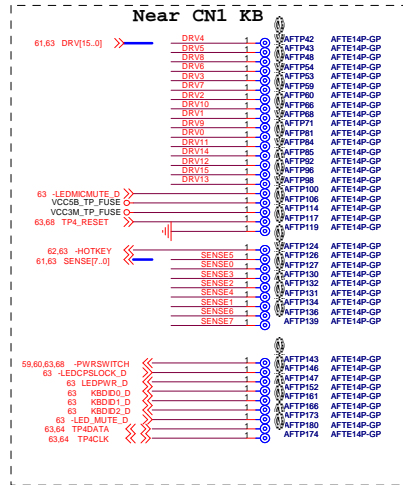 Near CN1 KB
61,63 DRV[15..0]
DRV4 1 AFTP42 AFTE14P-GP
DRV5 1 AFTP43 AFTE14P-GP
DRV8 1 AFTP48 AFTE14P-GP
DRV6 1 AFTP54 AFTE14P-GP
DRV3 1 AFTP53 AFTE14P-GP
DRV7 1 AFTP59 AFTE14P-GP
DRV2 1 AFTP60 AFTE14P-GP
DRV10 1 AFTP66 AFTE14P-GP
DRV1 1 AFTP68 AFTE14P-GP
DRV9 1 AFTP71 AFTE14P-GP
DRV0 1 AFTP81 AFTE14P-GP
DRV11 1 AFTP84 AFTE14P-GP
DRV14 1 AFTP85 AFTE14P-GP
DRV12 1 AFTP92 AFTE14P-GP
DRV15 1 AFTP96 AFTE14P-GP
DRV13 1 AFTP98 AFTE14P-GP
63 -LEDMICMUTE_D 1 AFTP100 AFTE14P-GP
VCC5B_TP_FUSE 1 AFTP106 AFTE14P-GP
VCC3M_TP_FUSE 1 AFTP114 AFTE14P-GP
63,68 TP4_RESET 1 AFTP117 AFTE14P-GP
1 AFTP119 AFTE14P-GP
62,63 -HOTKEY 1 AFTP124 AFTE14P-GP
61,63 SENSE[7..0]
SENSE5 1 AFTP126 AFTE14P-GP
SENSE0 1 AFTP127 AFTE14P-GP
SENSE3 1 AFTP130 AFTE14P-GP
SENSE2 1 AFTP132 AFTE14P-GP
SENSE4 1 AFTP131 AFTE14P-GP
SENSE1 1 AFTP134 AFTE14P-GP
SENSE6 1 AFTP136 AFTE14P-GP
SENSE7 1 AFTP139 AFTE14P-GP
59,60,63,68 -PWRSWITCH 1 AFTP143 AFTE14P-GP
63 -LEDCPSLOCK_D 1 AFTP146 AFTE14P-GP
63 LEDPWR_D 1 AFTP147 AFTE14P-GP
63 KBDID0_D 1 AFTP152 AFTE14P-GP
63 KBDID1_D 1 AFTP161 AFTE14P-GP
63 KBDID2_D 1 AFTP166 AFTE14P-GP
63 -LED_MUTE_D 1 AFTP173 AFTE14P-GP
63,64 TP4DATA 1 AFTP180 AFTE14P-GP
63,64 TP4CLK 1 AFTP174 AFTE14P-GP